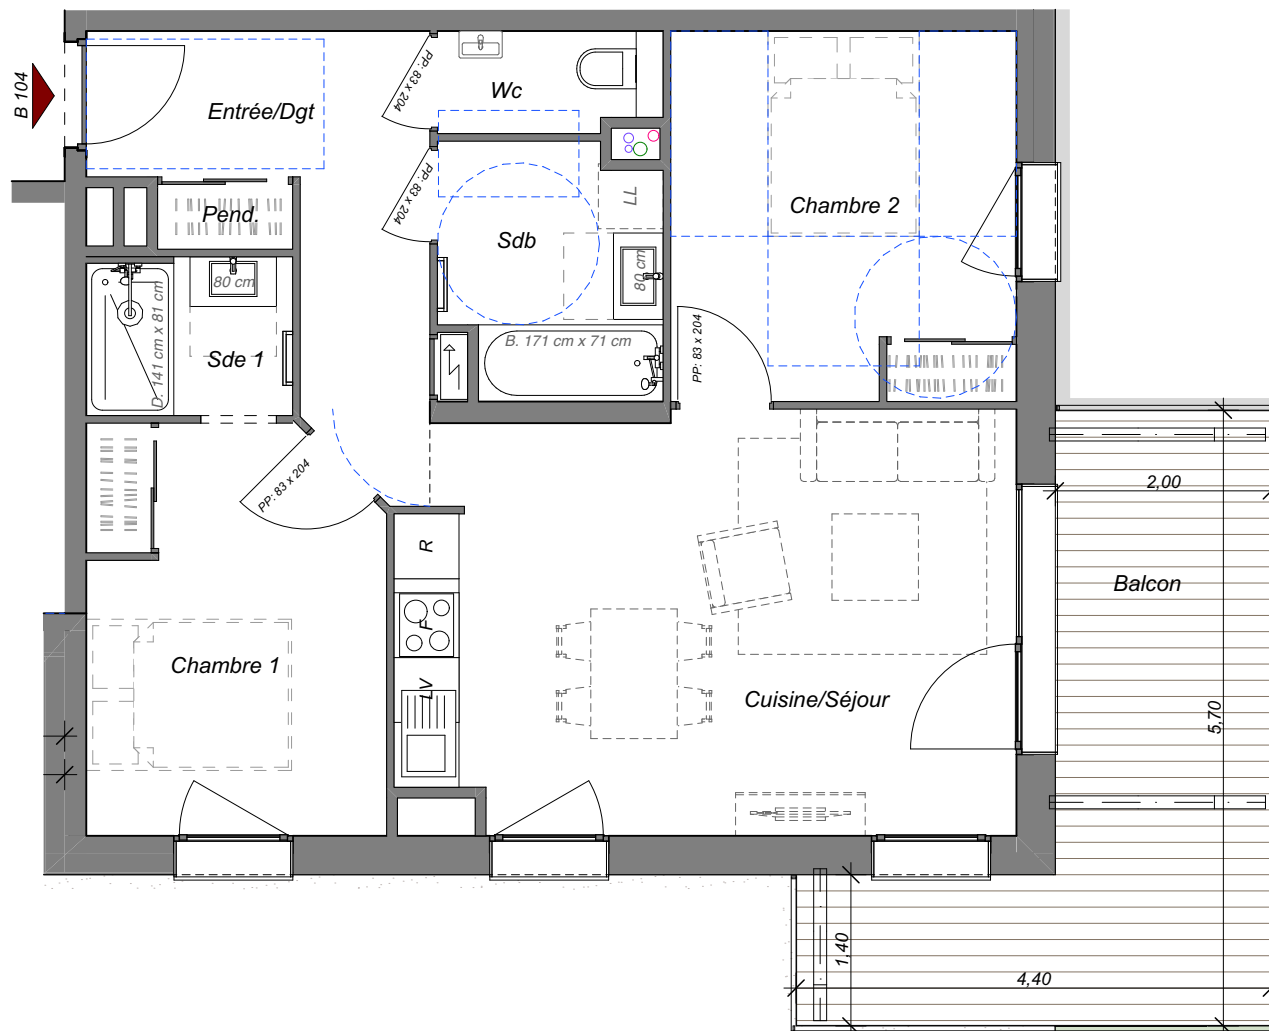 B 104
Entrée/Dgt
PP: 83 x 204
Wc
PP: 83 x 204
Pend.
Sdb
LL
Chambre 2
80 cm
80 cm
D. 141 cm x 81 cm
Sde 1
B. 171 cm x 71 cm
PP: 83 x 204
PP: 83 x 204
2,00
R
F
LV
Balcon
Chambre 1
Cuisine/Séjour
5,70
1,40
4,40